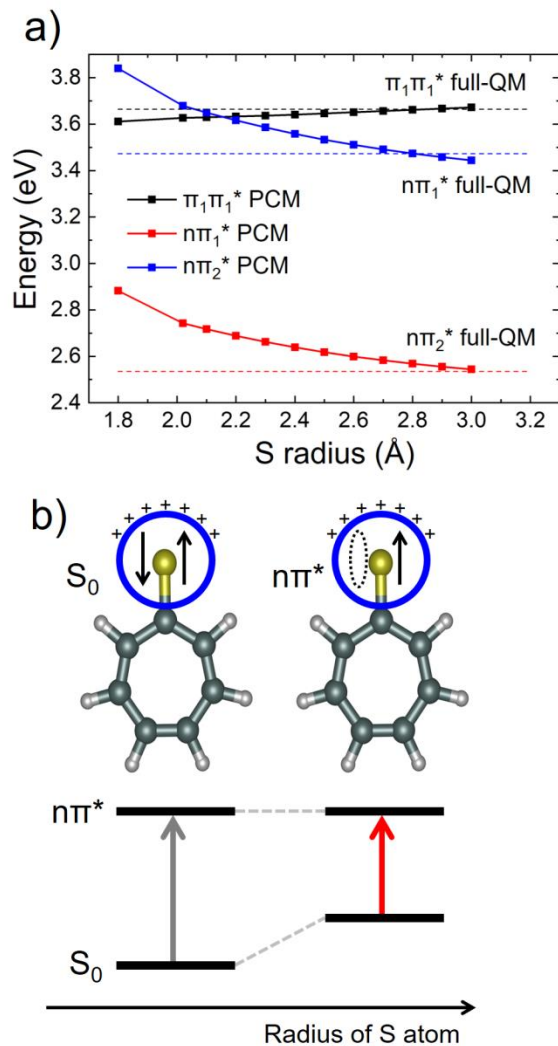 a)
Energy (eV)
3.8
3.6
3.4
3.2
3.0
2.8
2.6
2.4
π₁π₁* full-QM
nπ₁* full-QM
π₁π₁* PCM
nπ₁* PCM
nπ₂* PCM
nπ₂* full-QM
1.8 2.0 2.2 2.4 2.6 2.8 3.0 3.2
S radius (Å)
b)
+ + + + + + +
+ + + + + + +
S₀
nπ*
nπ*
S₀
Radius of S atom